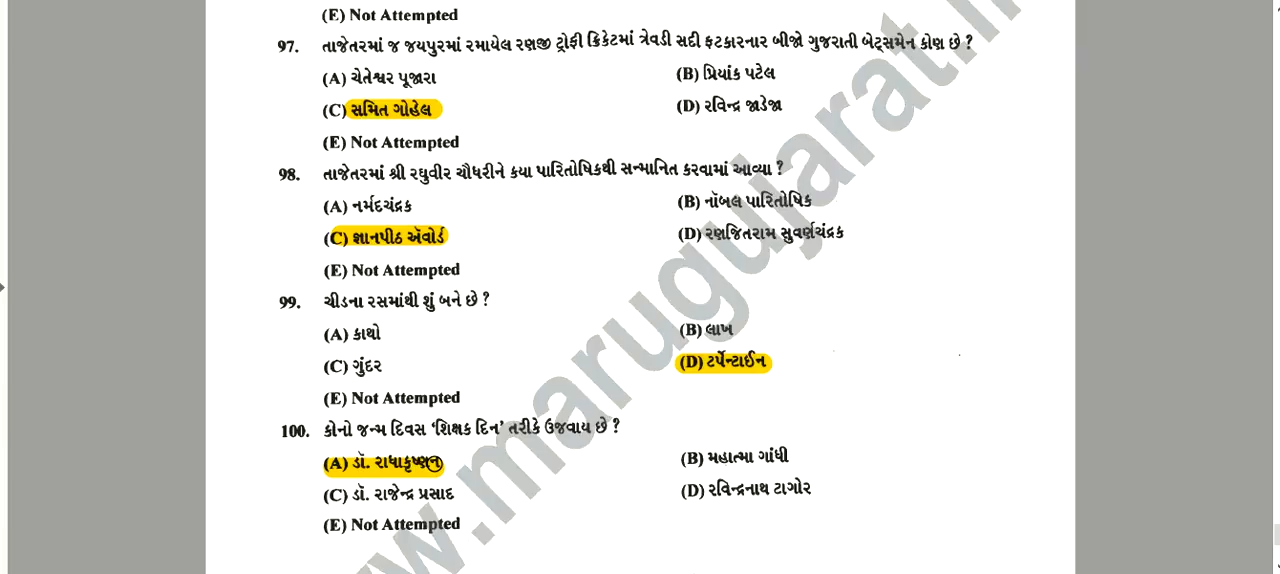 (E) Not Attempted
97. તાજેતરમાં જ જયપુરમાં રમાયેલ રણજી ટ્રોફી ક્રિકેટમાં ત્રેવડી સદી ફટકારનાર બીજો ગુજરાતી બેટ્સમેન કોણ છે ?
(A) ચેતેશ્વર પૂજારા (B) પ્રિયાંક પટેલ
(C) સમિત ગોહેલ (D) રવિન્દ્ર જાડેજા
(E) Not Attempted
98. તાજેતરમાં શ્રી રઘુવીર ચૌધરીને કયા પારિતોષિકથી સન્માનિત કરવામાં આવ્યા ?
(A) નર્મદચંદ્રક (B) નૉબલ પારિતોષિક
(C) જ્ઞાનપીઠ ઍવોર્ડ (D) રણજિતરામ સુવર્ણચંદ્રક
(E) Not Attempted
99. ચીડના રસમાંથી શું બને છે ?
(A) કાથો (B) લાખ
(C) ગુંદર (D) ટર્પેન્ટાઈન
(E) Not Attempted
100. કોનો જન્મ દિવસ ‘શિક્ષક દિન’ તરીકે ઉજવાય છે ?
(A) ડૉ. રાધાકૃષ્ણન (B) મહાત્મા ગાંધી
(C) ડૉ. રાજેન્દ્ર પ્રસાદ (D) રવિન્દ્રનાથ ટાગોર
(E) Not Attempted
www.marugujarat.in